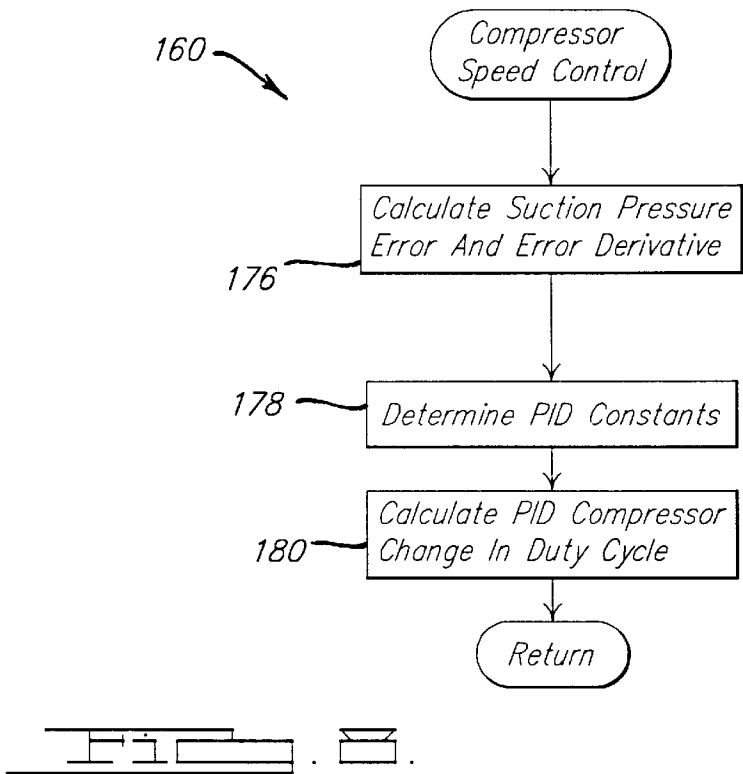 160
Compressor
Speed Control
Calculate Suction Pressure
Error And Error Derivative
176
178
Determine PID Constants
Calculate PID Compressor
Change In Duty Cycle
180
Return